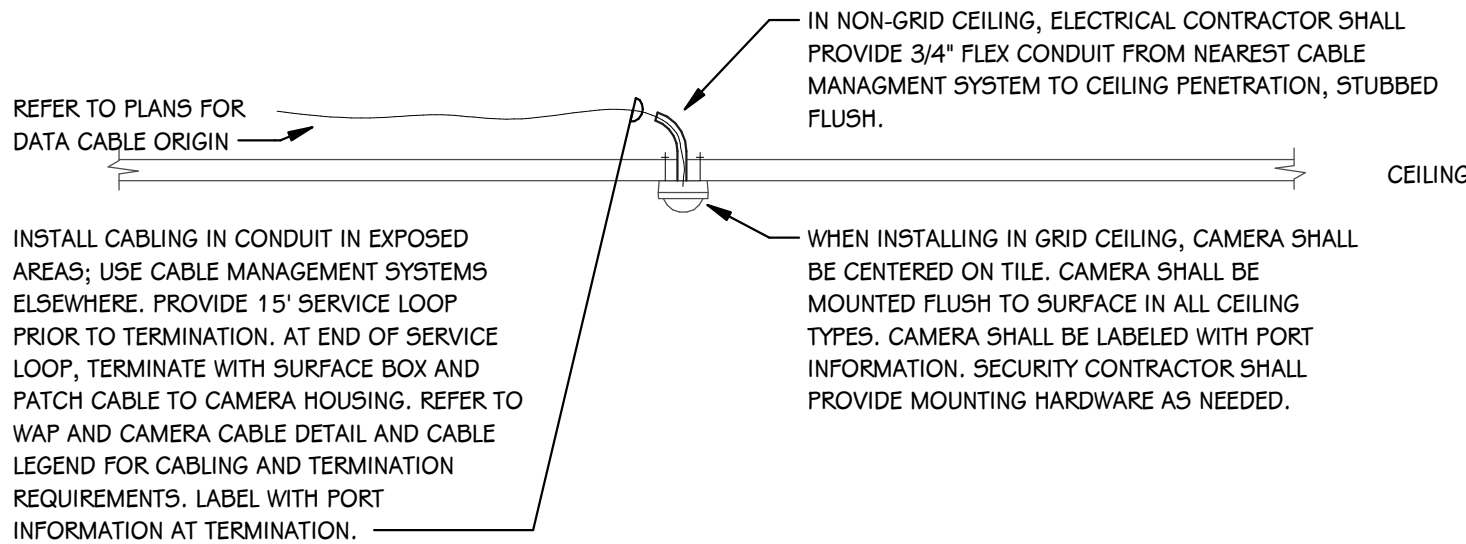 IN NON-GRID CEILING, ELECTRICAL CONTRACTOR SHALL
PROVIDE 3/4" FLEX CONDUIT FROM NEAREST CABLE
MANAGMENT SYSTEM TO CEILING PENETRATION, STUBBED
FLUSH.
REFER TO PLANS FOR
DATA CABLE ORIGIN
CEILING
INSTALL CABLING IN CONDUIT IN EXPOSED
AREAS; USE CABLE MANAGEMENT SYSTEMS
ELSEWHERE. PROVIDE 15' SERVICE LOOP
PRIOR TO TERMINATION. AT END OF SERVICE
LOOP, TERMINATE WITH SURFACE BOX AND
PATCH CABLE TO CAMERA HOUSING. REFER TO
WAP AND CAMERA CABLE DETAIL AND CABLE
LEGEND FOR CABLING AND TERMINATION
REQUIREMENTS. LABEL WITH PORT
INFORMATION AT TERMINATION.
WHEN INSTALLING IN GRID CEILING, CAMERA SHALL
BE CENTERED ON TILE. CAMERA SHALL BE
MOUNTED FLUSH TO SURFACE IN ALL CEILING
TYPES. CAMERA SHALL BE LABELED WITH PORT
INFORMATION. SECURITY CONTRACTOR SHALL
PROVIDE MOUNTING HARDWARE AS NEEDED.